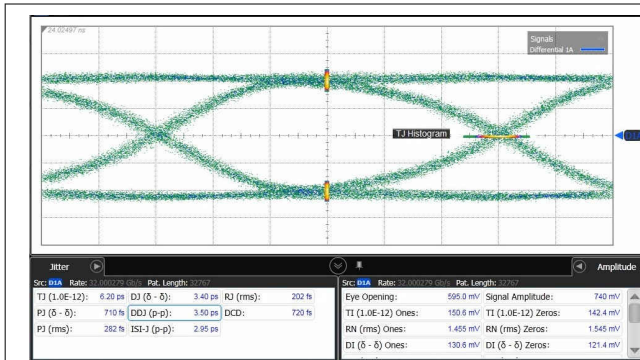 24.02497 ns
Signals
Differential 1A
TJ Histogram
Jitter
Amplitude
Src: D1A Rate: 32.000279 Gb/s Pat. Length: 32767
TJ (1.0E-12): 6.20 ps DJ (δ - δ): 3.40 ps RJ (rms): 202 fs
PJ (δ - δ): 710 fs DDJ (p-p): 3.50 ps DCD: 720 fs
PJ (rms): 282 fs ISI-J (p-p): 2.95 ps
Src: D1A Rate: 32.000279 Gb/s Pat. Length: 32767
Eye Opening: 595.0 mV Signal Amplitude: 740 mV
TI (1.0E-12) Ones: 150.6 mV TI (1.0E-12) Zeros: 142.4 mV
RN (rms) Ones: 1.455 mV RN (rms) Zeros: 1.545 mV
DI (δ - δ) Ones: 130.6 mV DI (δ - δ) Zeros: 121.4 mV